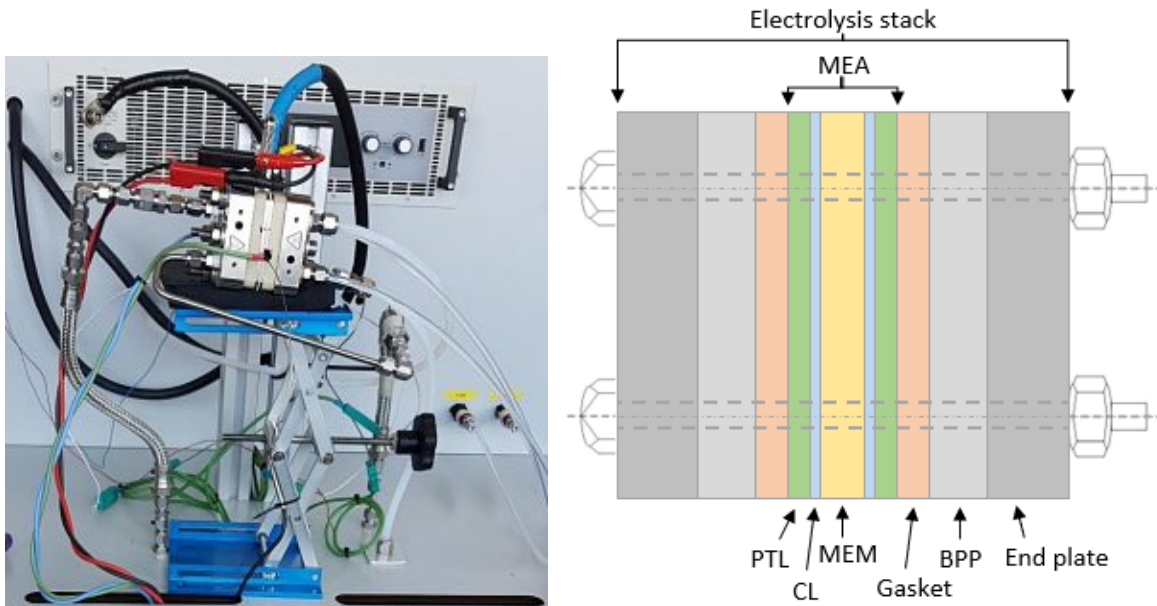 Electrolysis stack
MEA
PTL
CL
MEM
Gasket
BPP
End plate